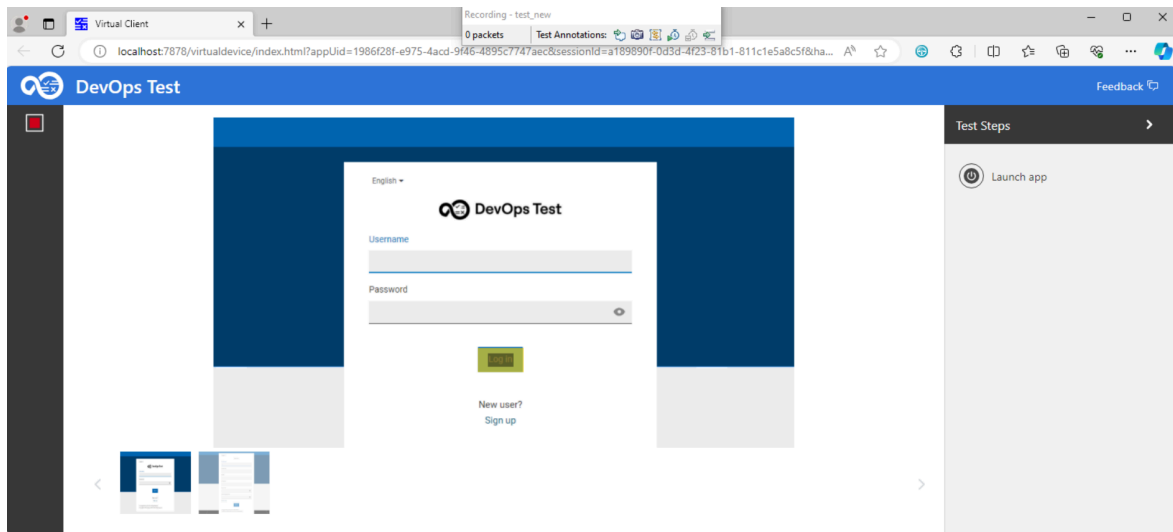 Recording - test_new
Virtual Client
0 packets
Test Annotations:
localhost:7878/virtualdevice/index.html?appUid=1986f28f-e975-4acd-9f46-4895c7747aec&sessionId=a189890f-0d3d-4f23-81b1-811c1e5a8c5f&ha...
DevOps Test
Feedback
Test Steps
Launch app
English
DevOps Test
Username
Password
Log in
New user?
Sign up